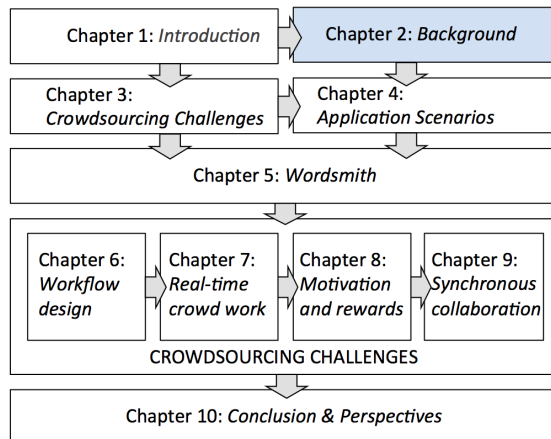 Chapter 1: Introduction
Chapter 2: Background
Chapter 3:
Crowdsourcing Challenges
Chapter 4:
Application Scenarios
Chapter 5: Wordsmith
Chapter 6:
Workflow
design
Chapter 7:
Real-time
crowd work
Chapter 8:
Motivation
and rewards
Chapter 9:
Synchronous
collaboration
CROWDSOURCING CHALLENGES
Chapter 10: Conclusion & Perspectives